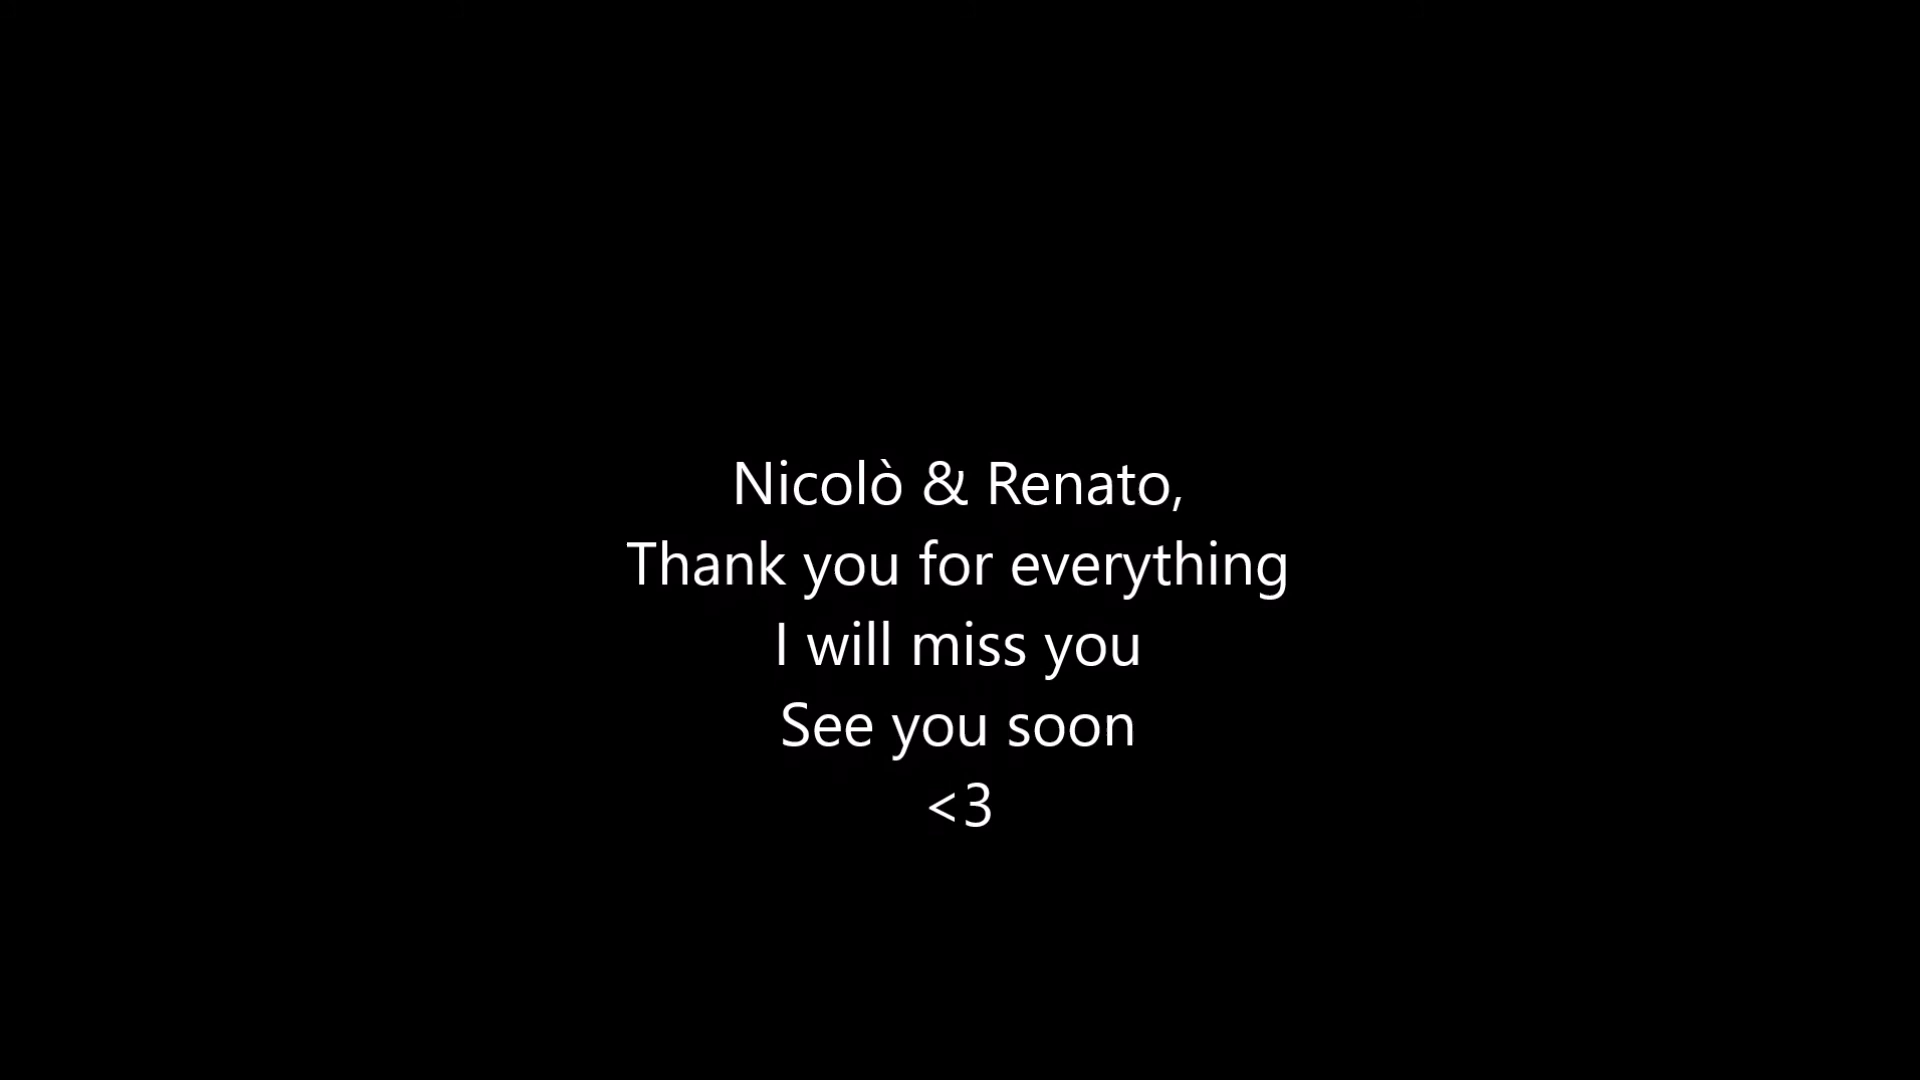 Nicolò & Renato,
Thank you for everything
I will miss you
See you soon
<3